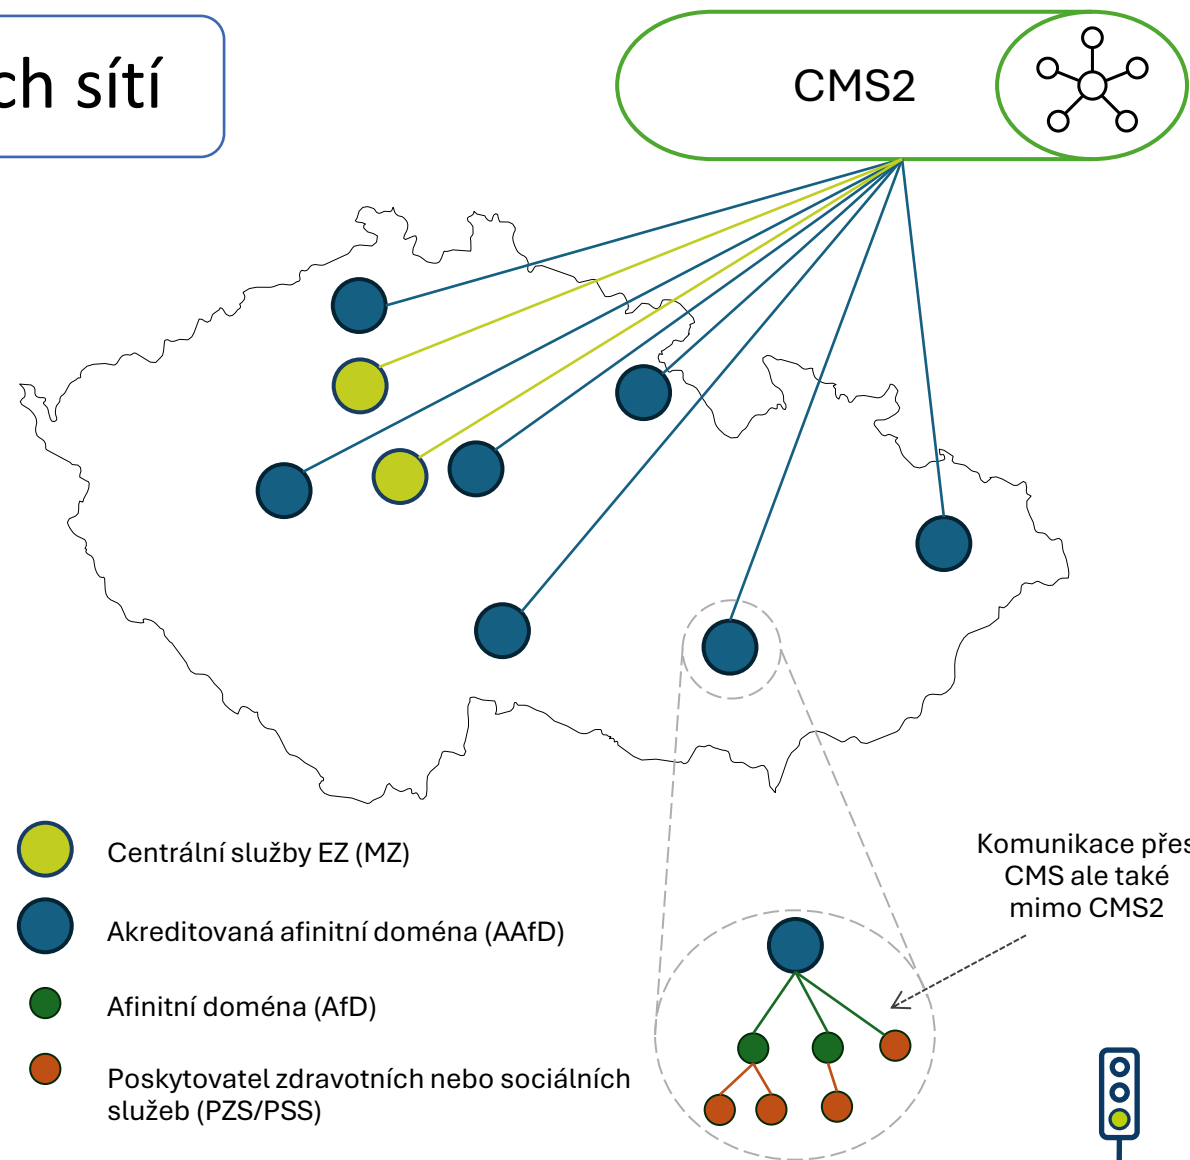 ch sítí
CMS2
Centrální služby EZ (MZ)
Akreditovaná afinitní doména (AAfD)
Afinitní doména (AfD)
Poskytovatel zdravotních nebo sociálních
služeb (PZS/PSS)
Komunikace přes
CMS ale také
mimo CMS2